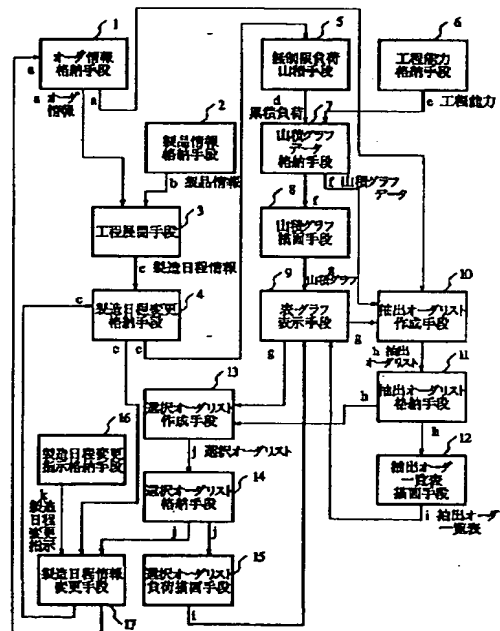 1
オーダ情報
格納手段
a
a オーダ
情報
a
2
製品情報
格納手段
b 製品情報
3
工程展開手段
c 製造日程情報
c
4
製造日程変更
格納手段
c
c
5
無制限負荷
山積手段
d
累積負荷
6
工程能力
格納手段
e 工程能力
7
山積グラフ
データ
格納手段
f 山積グラフ
データ
f
8
山積グラフ
描画手段
g
山積グラフ
9
表・グラフ
表示手段
g
g
10
抽出オーダリスト
作成手段
h 抽出
オーダリスト
11
抽出オーダリスト
格納手段
h
h
12
抽出オーダ
一覧表
描画手段
i 抽出オーダ
一覧表
13
選択オーダリスト
作成手段
j 選択オーダリスト
14
選択オーダリスト
格納手段
j
j
15
選択オーダリスト
負荷描画手段
i
16
製造日程変更
指示格納手段
k
製造
日程
変更
指示
製造日程情報
変更手段
17